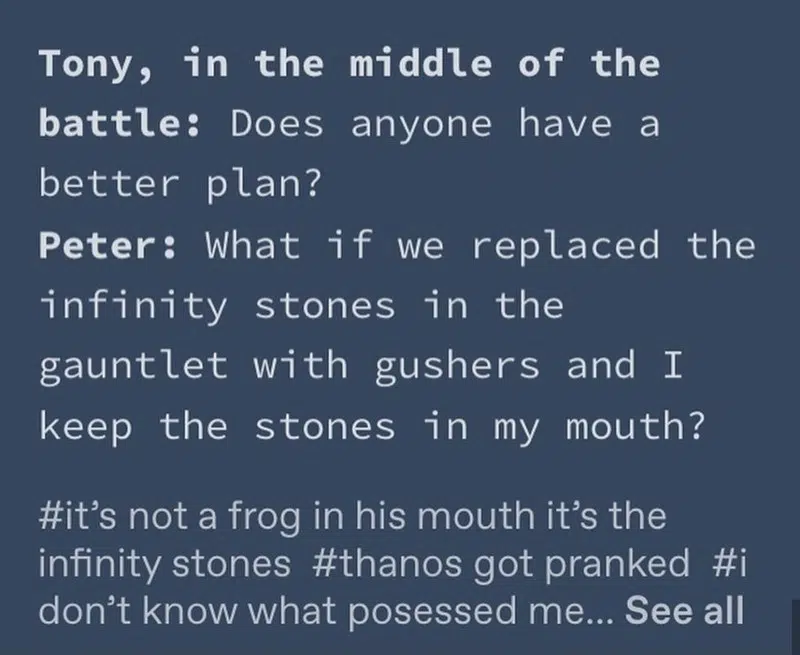 Tony, in the middle of the
battle: Does anyone have a
better plan?
Peter: What if we replaced the
infinity stones in the
gauntlet with gushers and I
keep the stones in my mouth?
#it’s not a frog in his mouth it’s the
infinity stones #thanos got pranked #i
don’t know what posessed me... See all